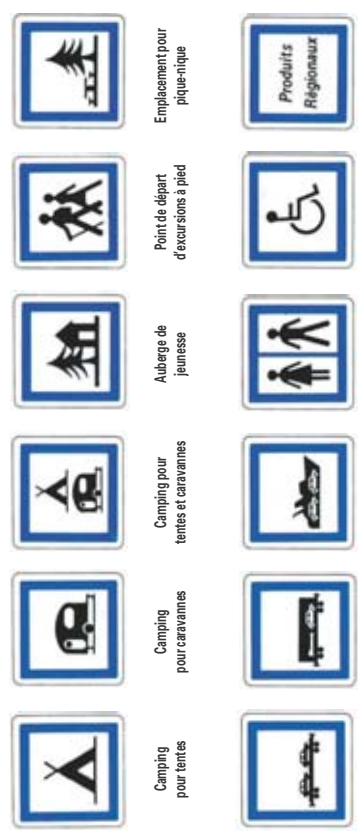 Camping
pour tentes
Camping
pour caravannes
Camping pour
tentes et caravannes
Auberge de
jeunesse
Point de départ
d'excursions à pied
Emplacement pour
pique-nique
Produits
Régionaux